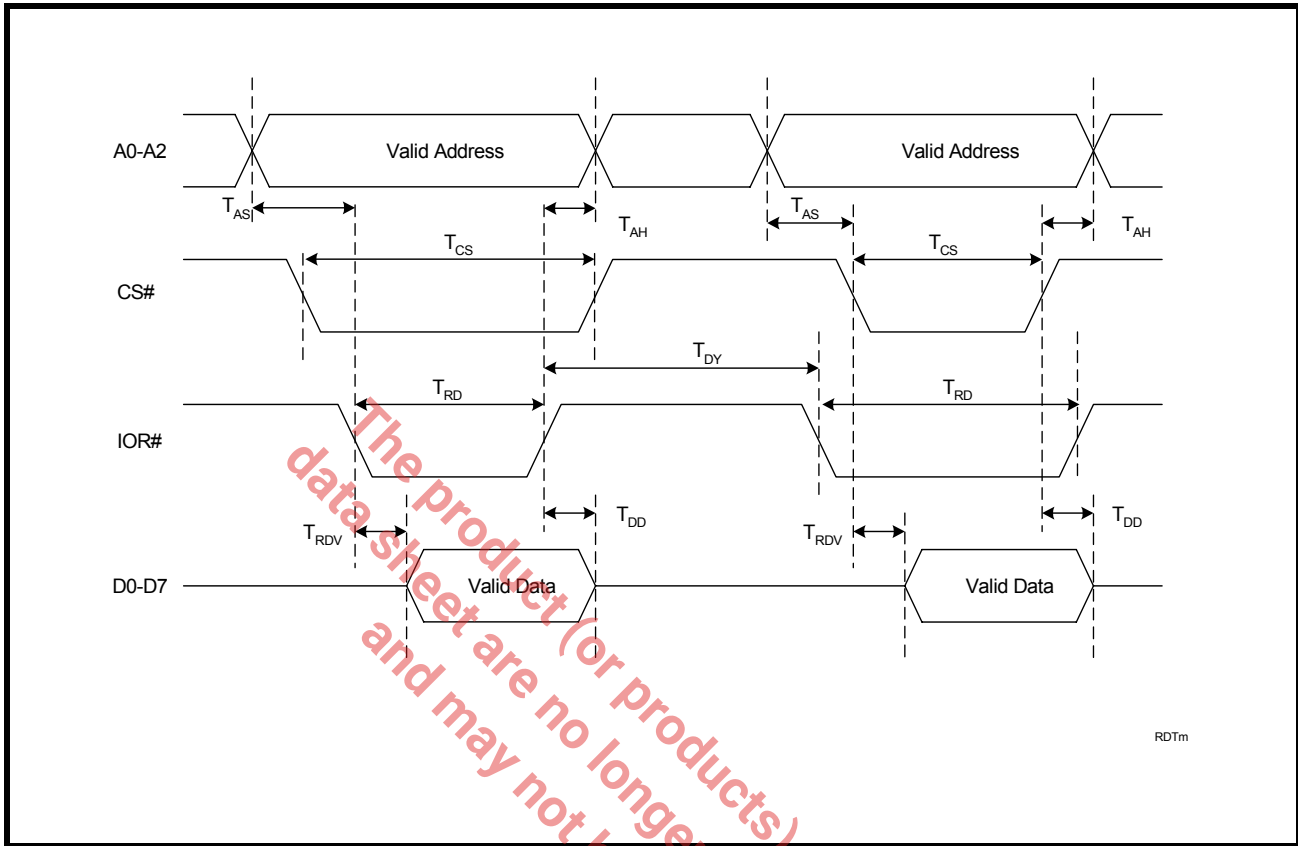 A0-A2
Valid Address
Valid Address
TAS
TAH
TAS
TAH
TCS
TCS
CS#
TDY
TRD
TRD
IOR#
TRDV
TDD
TRDV
TDD
D0-D7
Valid Data
Valid Data
RDTm
The product (or products)
data sheet are no longer
and may not